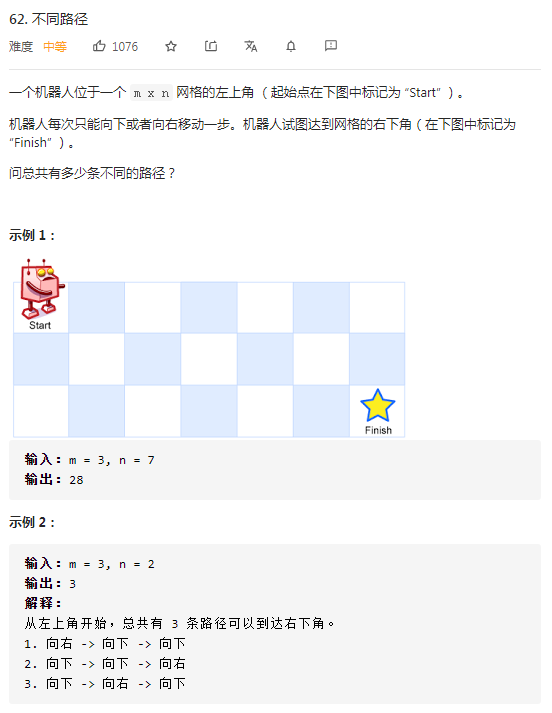 62. 不同路径
难度 中等 1076
一个机器人位于一个 m x n 网格的左上角 （起始点在下图中标记为 “Start” ）。
机器人每次只能向下或者向右移动一步。机器人试图达到网格的右下角（在下图中标记为
“Finish” ）。
问总共有多少条不同的路径？
示例 1：
Start
Finish
输入：m = 3, n = 7
输出：28
示例 2：
输入：m = 3, n = 2
输出：3
解释：
从左上角开始，总共有 3 条路径可以到达右下角。
1. 向右 -> 向下 -> 向下
2. 向下 -> 向下 -> 向右
3. 向下 -> 向右 -> 向下